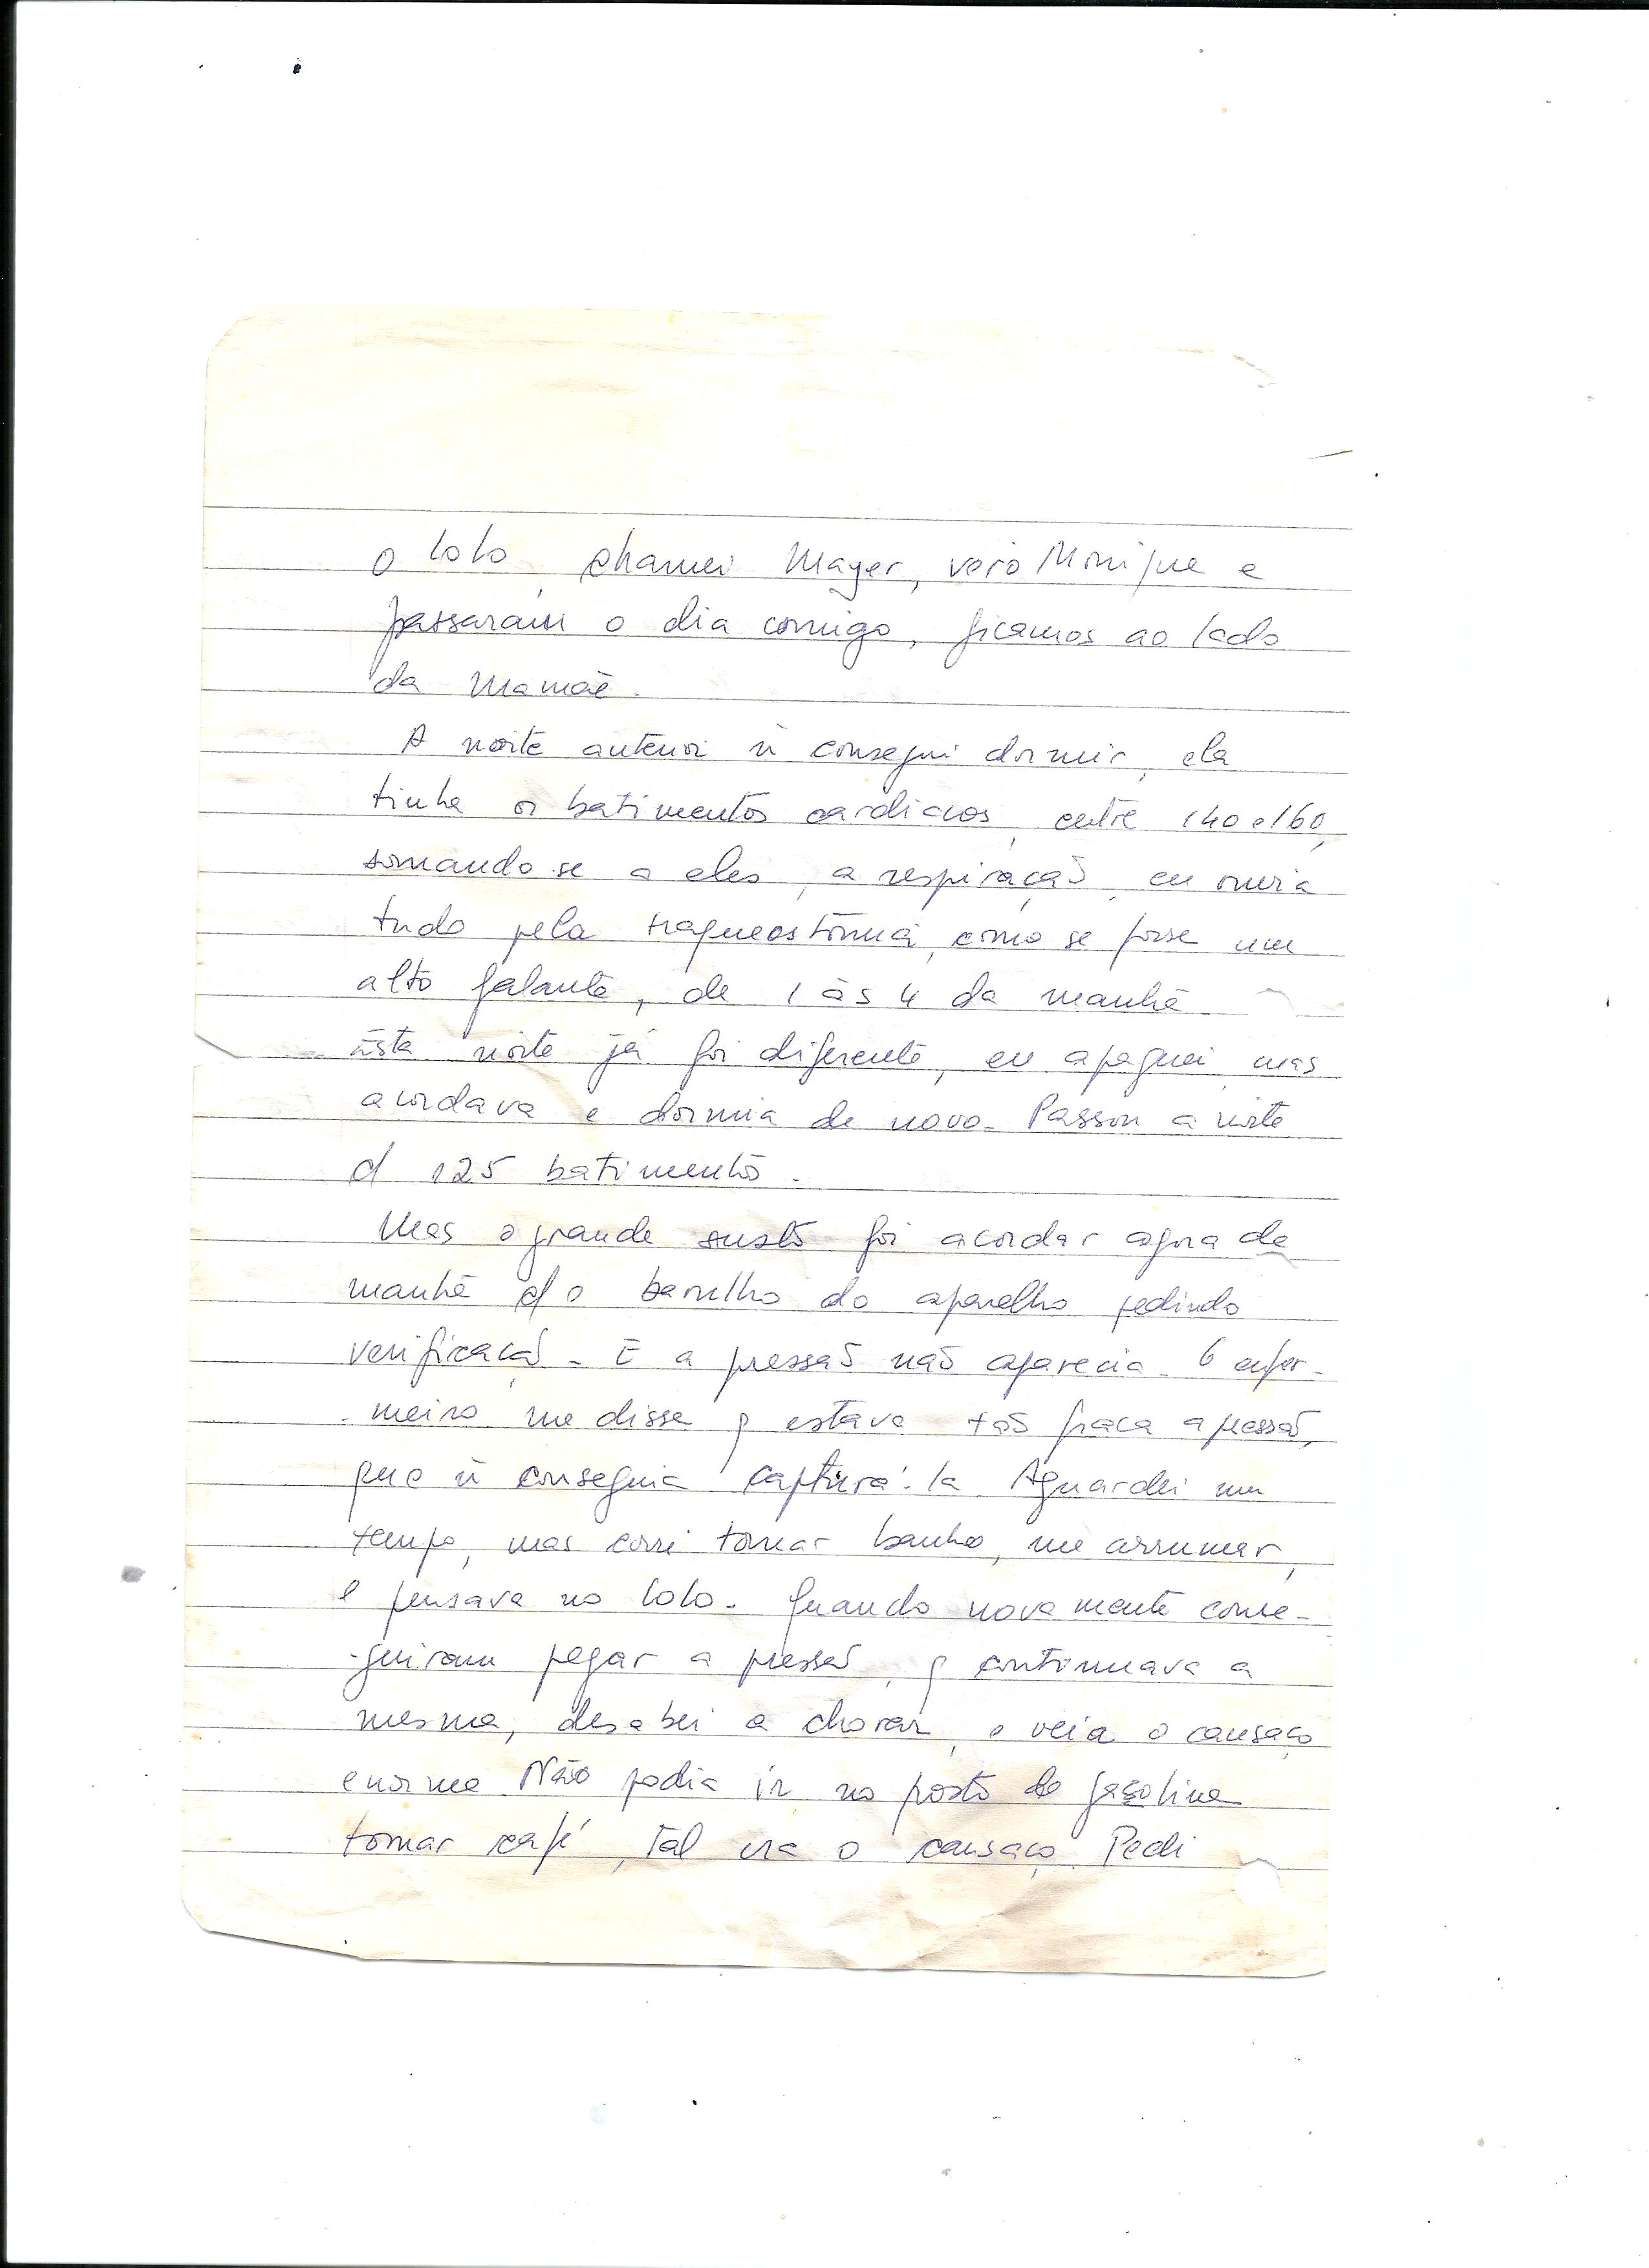 o Lolo, chamei Mayer, veio Monique e
passaram o dia comigo, ficamos ao lado
da Mamãe.
A noite anterior ñ consegui dormir, ela
tinha os batimentos cardiacos, entre 140 e 160,
somando-se a eles, a respiração, eu ouvia
tudo pela traqueostomia, como se fosse um
alto falante, de 1 às 4 da manhã.
Esta noite já foi diferente, eu apaguei, mas
acordava e dormia de novo. Passou a noite
c/ 125 batimentos.
Mas o grande susto foi acordar agora de
manhã c/ o barulho do aparelho pedindo
verificação. E a pressão não aparecia. O enfer-
-meiro me disse q estava tão fraca a pressão,
que ñ conseguia capturá-la. Aguardei um
tempo, mas corri tomar banho, me arrumar,
e pensava no Lolo. Quando novamente conse-
-guiram pegar a pressão, q continuava a
mesma, desabei a chorar, e veia o cansaço
enorme. Não podia ir no posto de gasolina
tomar café, tal era o cansaço. Pedi